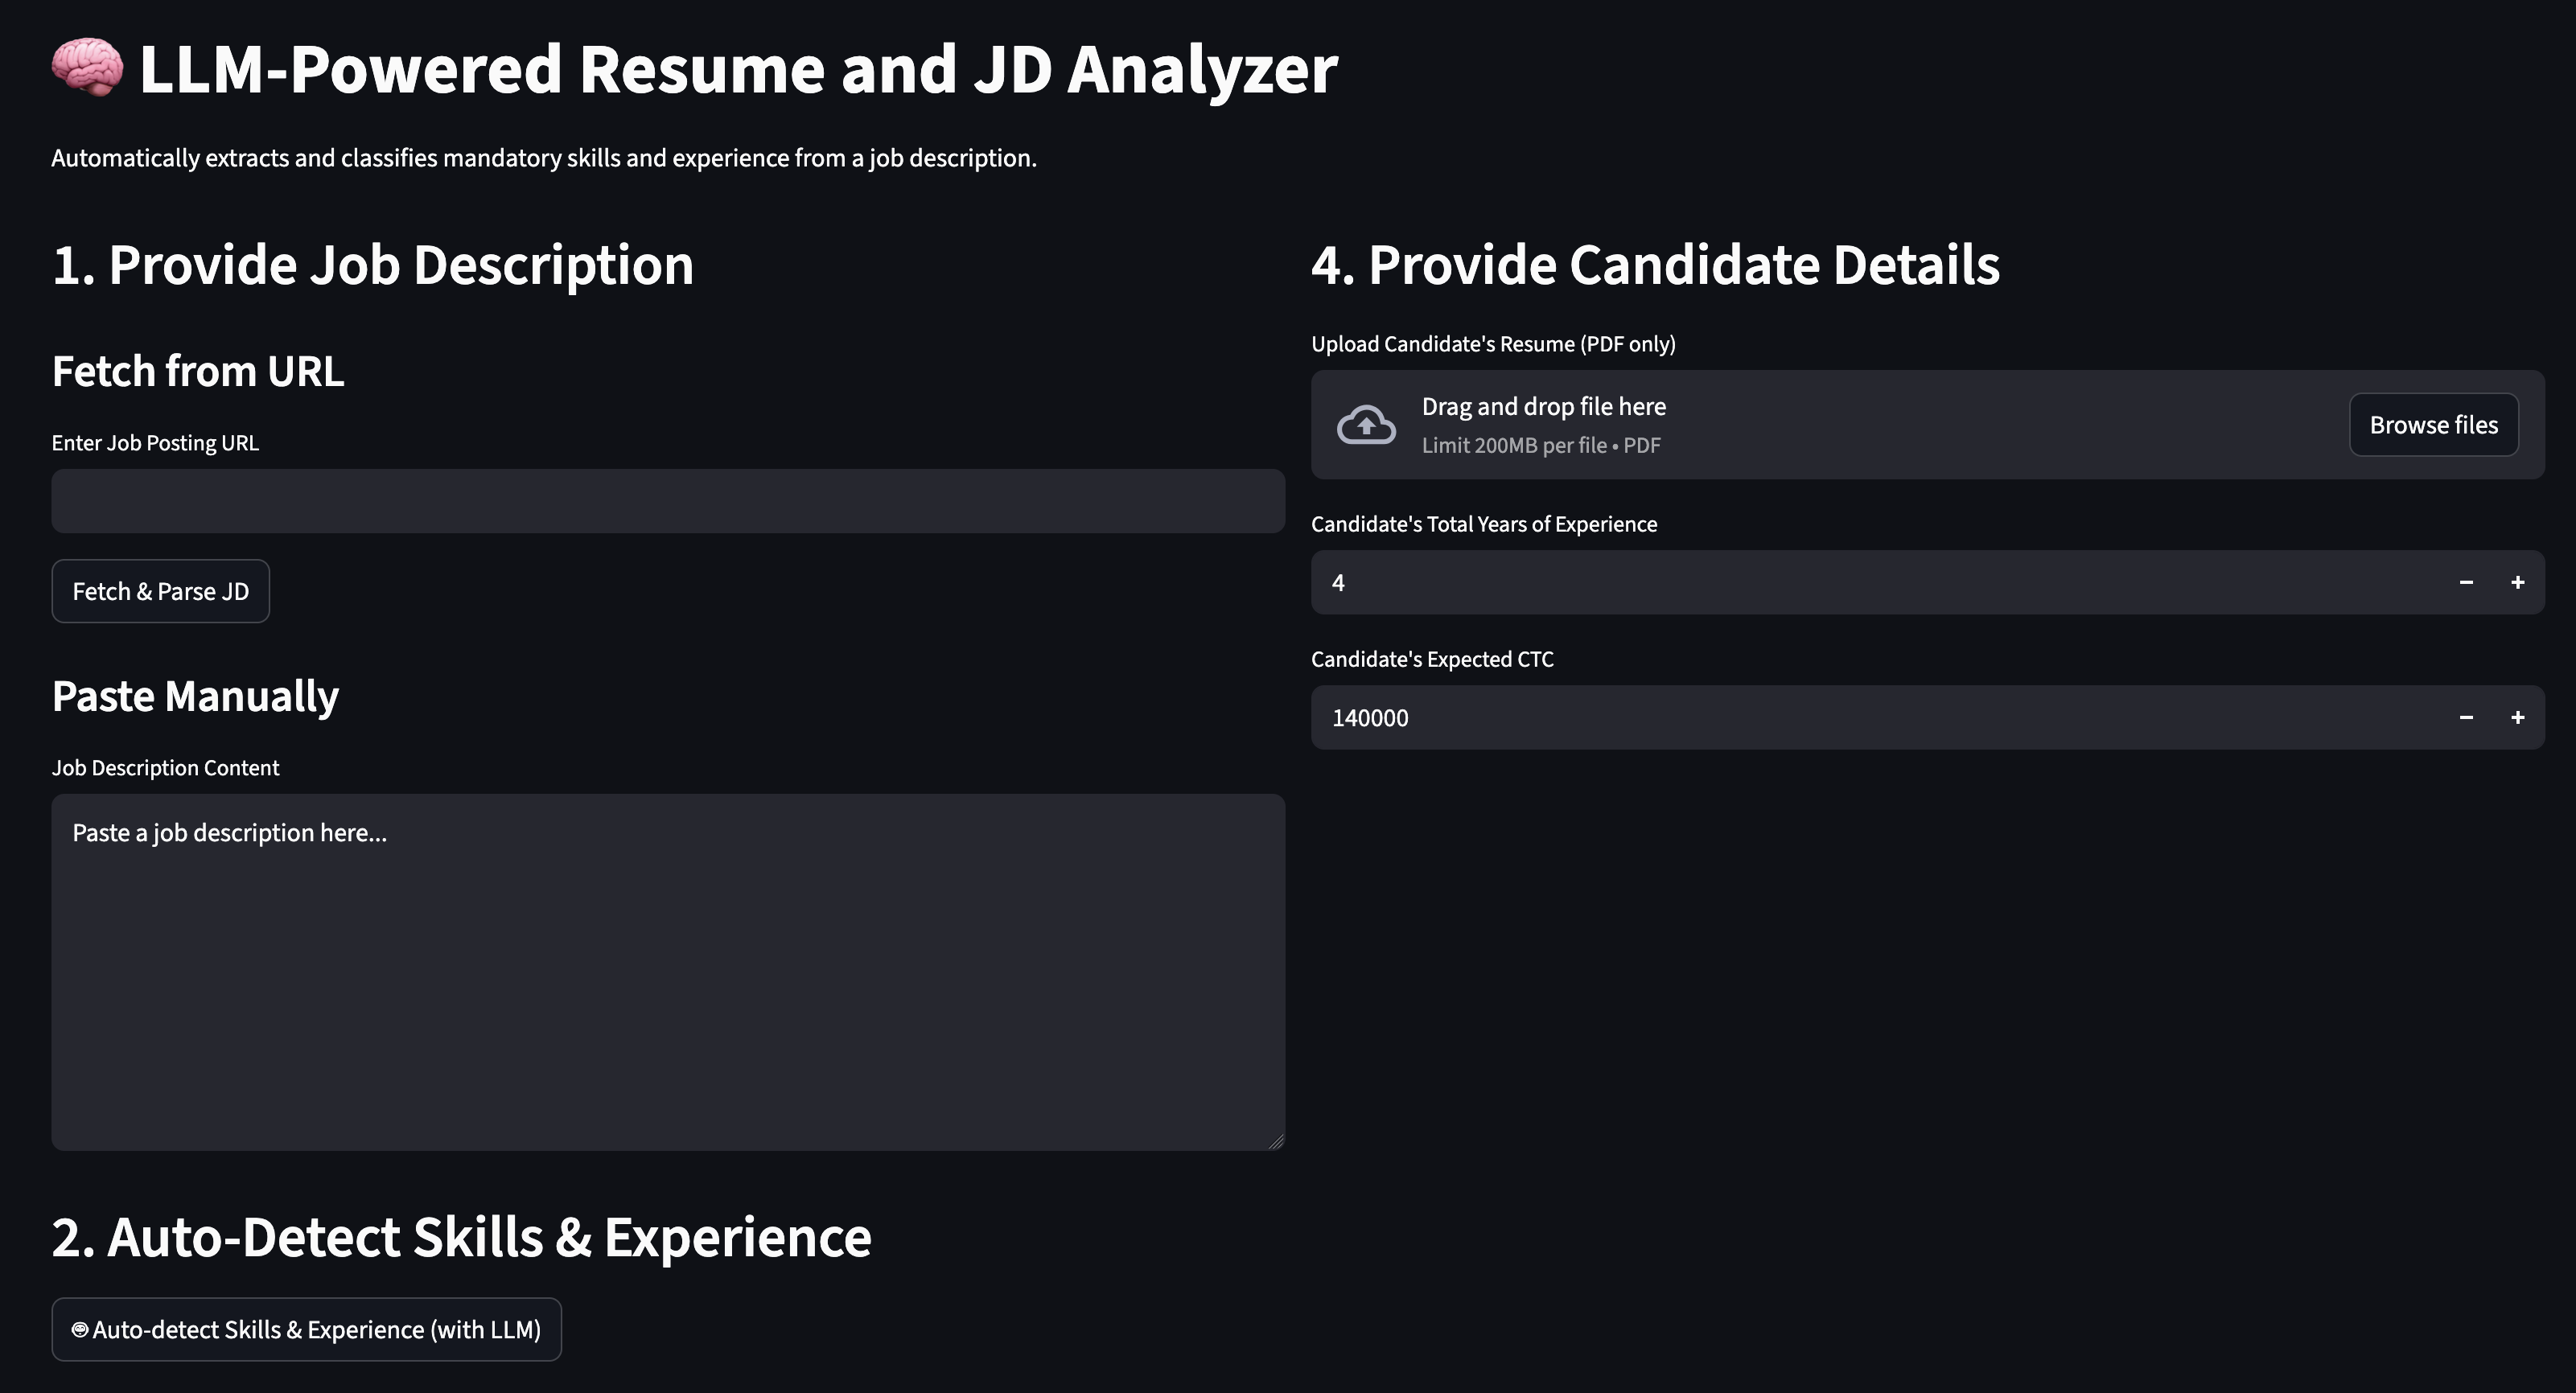 🧠 LLM-Powered Resume and JD Analyzer
Automatically extracts and classifies mandatory skills and experience from a job description.
1. Provide Job Description
Fetch from URL
Enter Job Posting URL
Fetch & Parse JD
Paste Manually
Job Description Content
Paste a job description here...
2. Auto-Detect Skills & Experience
Auto-detect Skills & Experience (with LLM)
4. Provide Candidate Details
Upload Candidate's Resume (PDF only)
Drag and drop file here
Limit 200MB per file • PDF
Browse files
Candidate's Total Years of Experience
4
Candidate's Expected CTC
140000